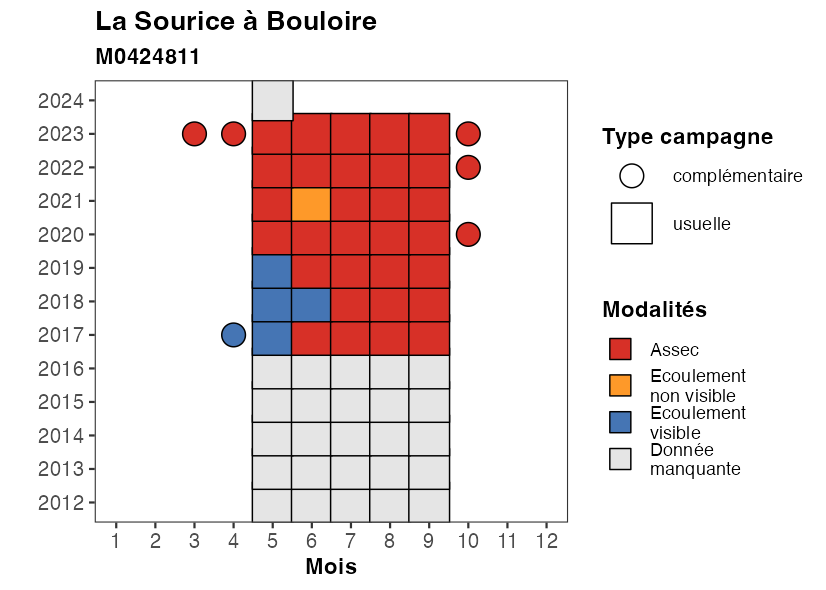 La Sourice à Bouloire
M0424811
2024
2023
2022
2021
2020
2019
2018
2017
2016
2015
2014
2013
2012
1 2 3 4 5 6 7 8 9 10 11 12
Mois
Type campagne
complémentaire
usuelle
Modalités
Assec
Ecoulement
non visible
Ecoulement
visible
Donnée
manquante